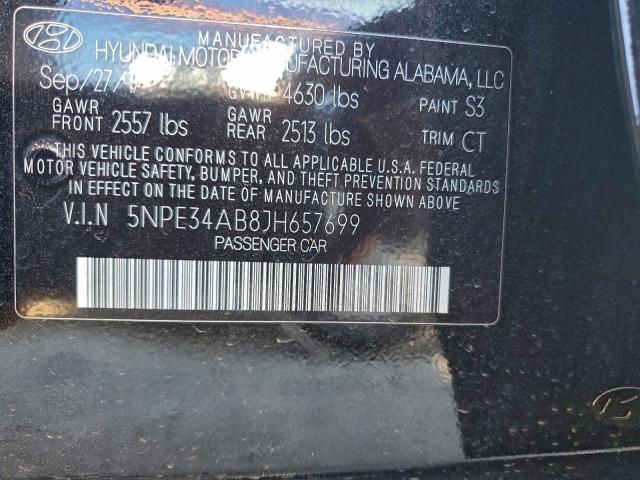 MANUFACTURED BY
HYUNDAI MOTOR MANUFACTURING ALABAMA, LLC
Sep/27/ GVWR 4630 lbs PAINT S3
GAWR FRONT 2557 lbs GAWR REAR 2513 lbs TRIM CT
THIS VEHICLE CONFORMS TO ALL APPLICABLE U.S.A. FEDERAL
MOTOR VEHICLE SAFETY, BUMPER, AND THEFT PREVENTION STANDARDS
IN EFFECT ON THE DATE OF MANUFACTURE SHOWN ABOVE.
V.I.N 5NPE34AB8JH657699
PASSENGER CAR